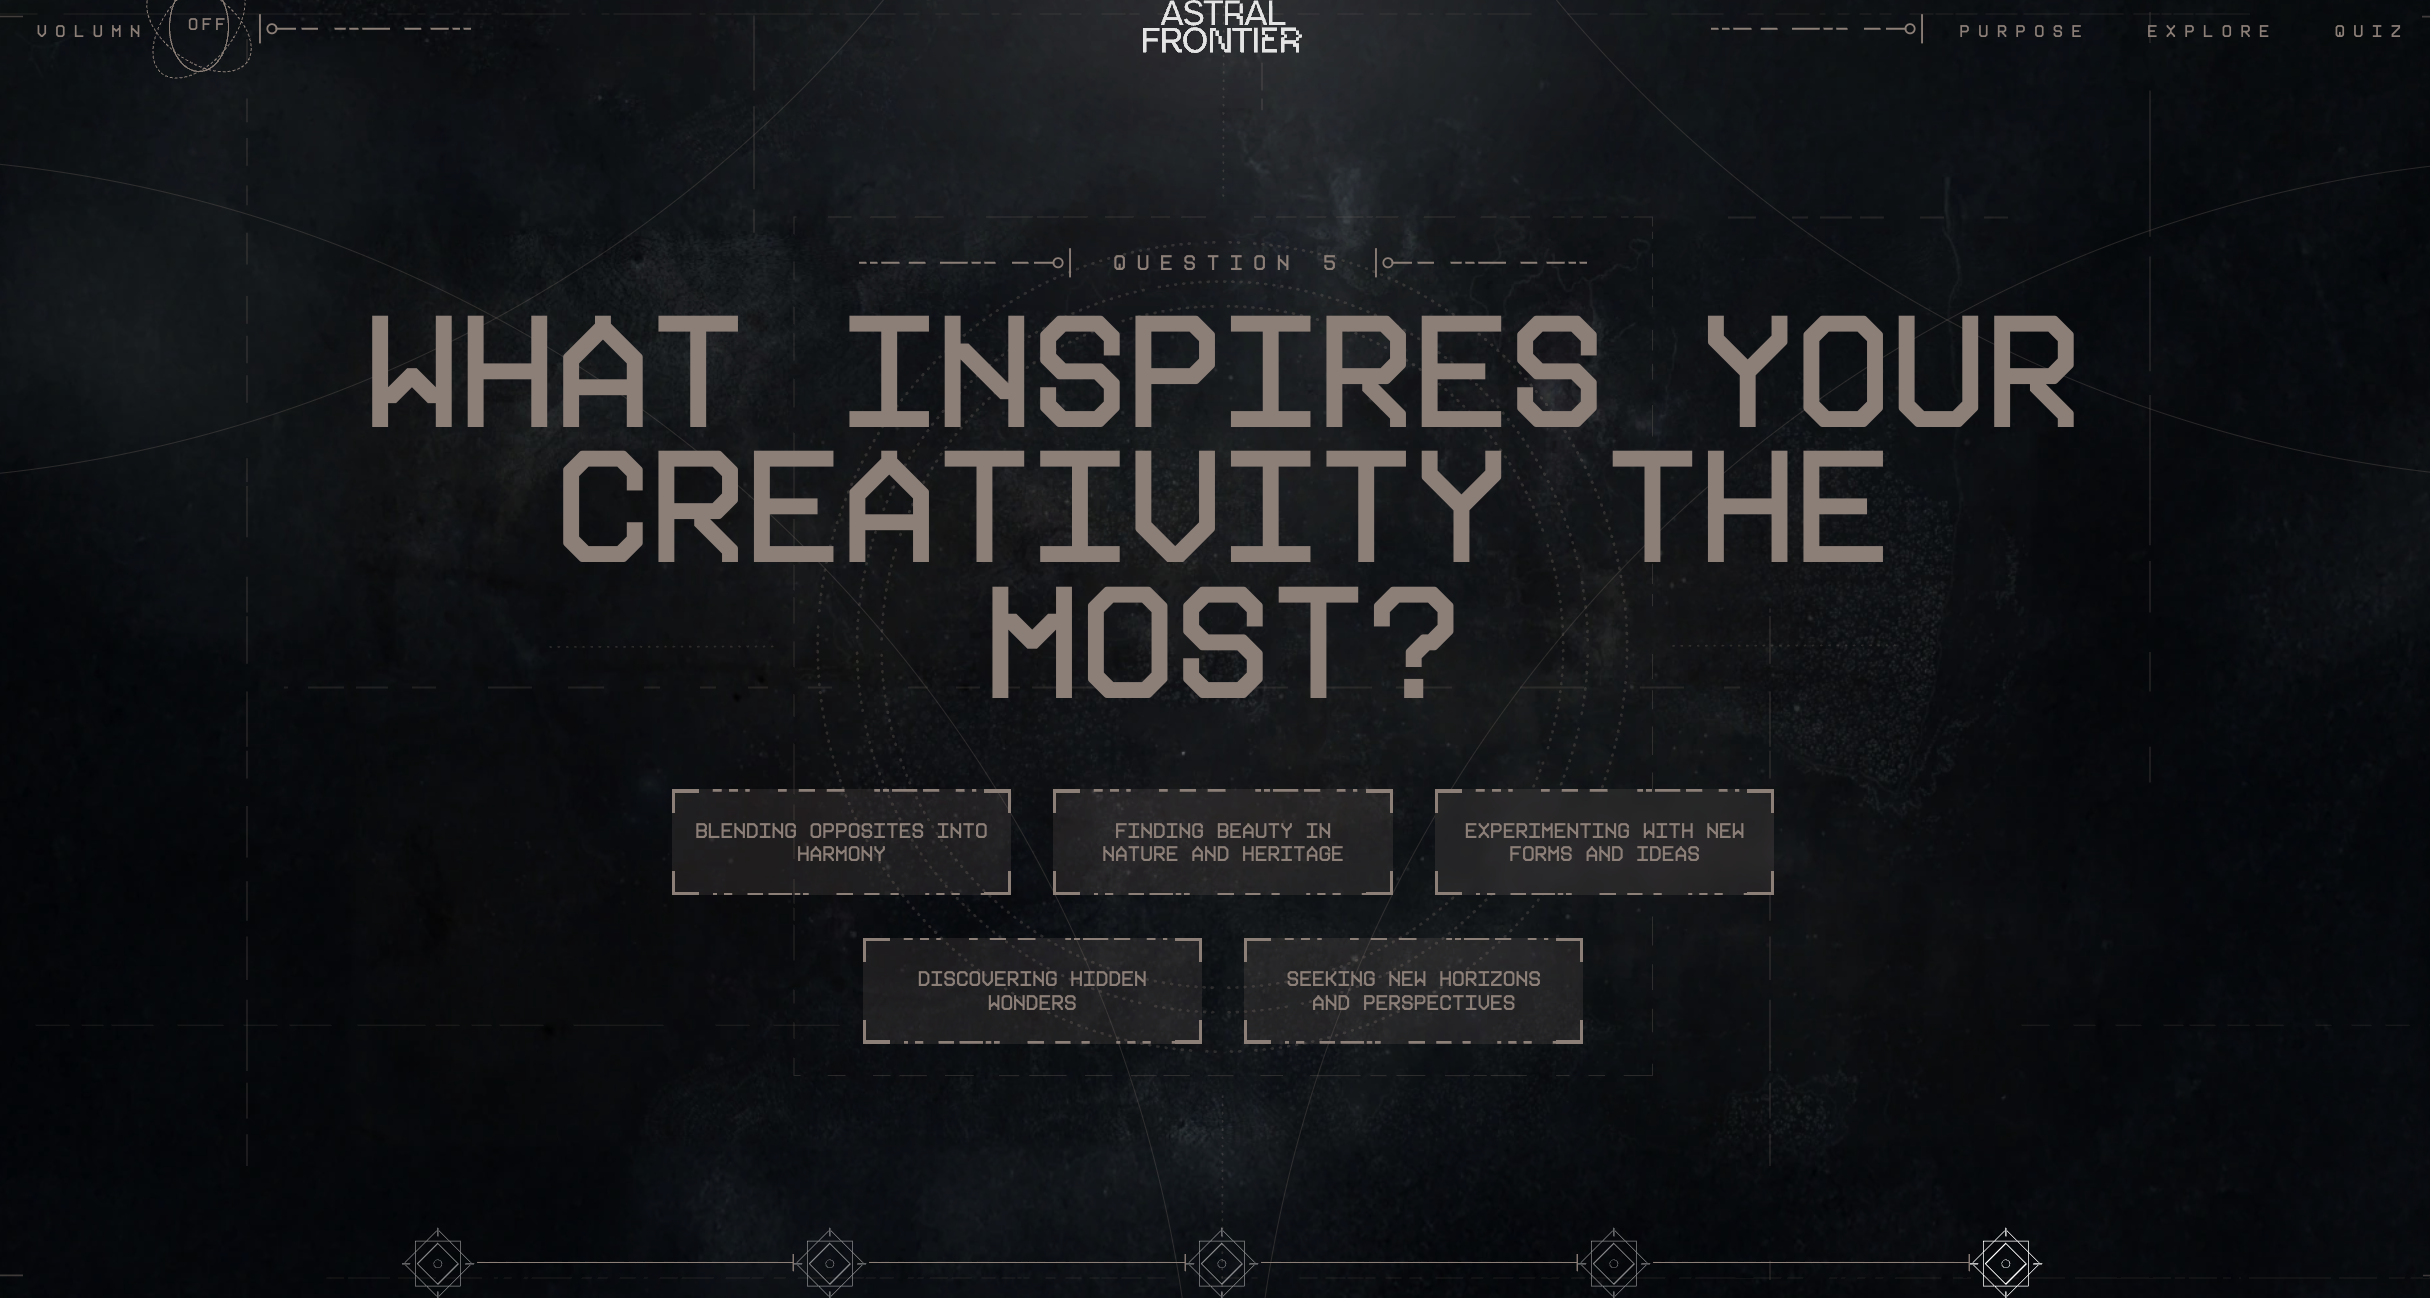 VOLUMN
OFF
ASTRAL
FRONTIER
PURPOSE
EXPLORE
QUIZ
QUESTION 5
WHAT INSPIRES YOUR
CREATIVITY THE
MOST?
BLENDING OPPOSITES INTO
HARMONY
FINDING BEAUTY IN
NATURE AND HERITAGE
EXPERIMENTING WITH NEW
FORMS AND IDEAS
DISCOVERING HIDDEN
WONDERS
SEEKING NEW HORIZONS
AND PERSPECTIVES